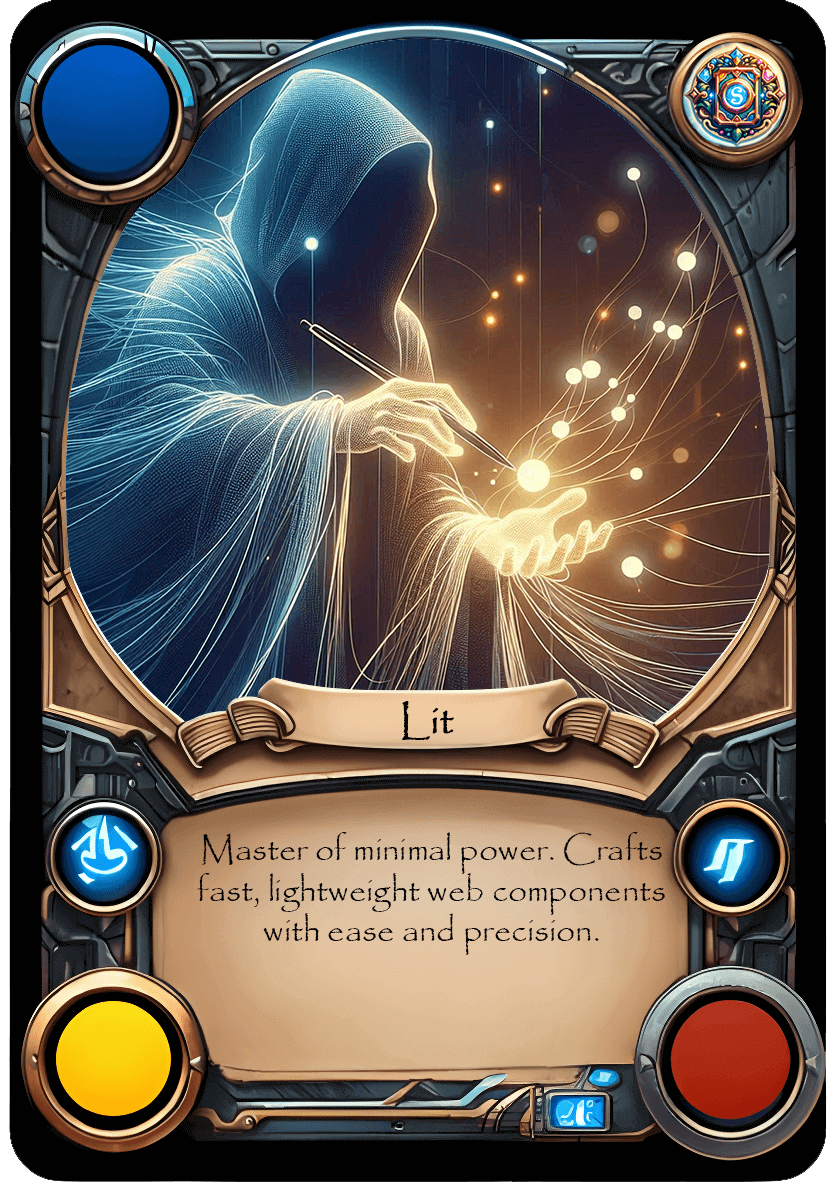 S
Lit
Master of minimal power. Crafts
fast, lightweight web components
with ease and precision.